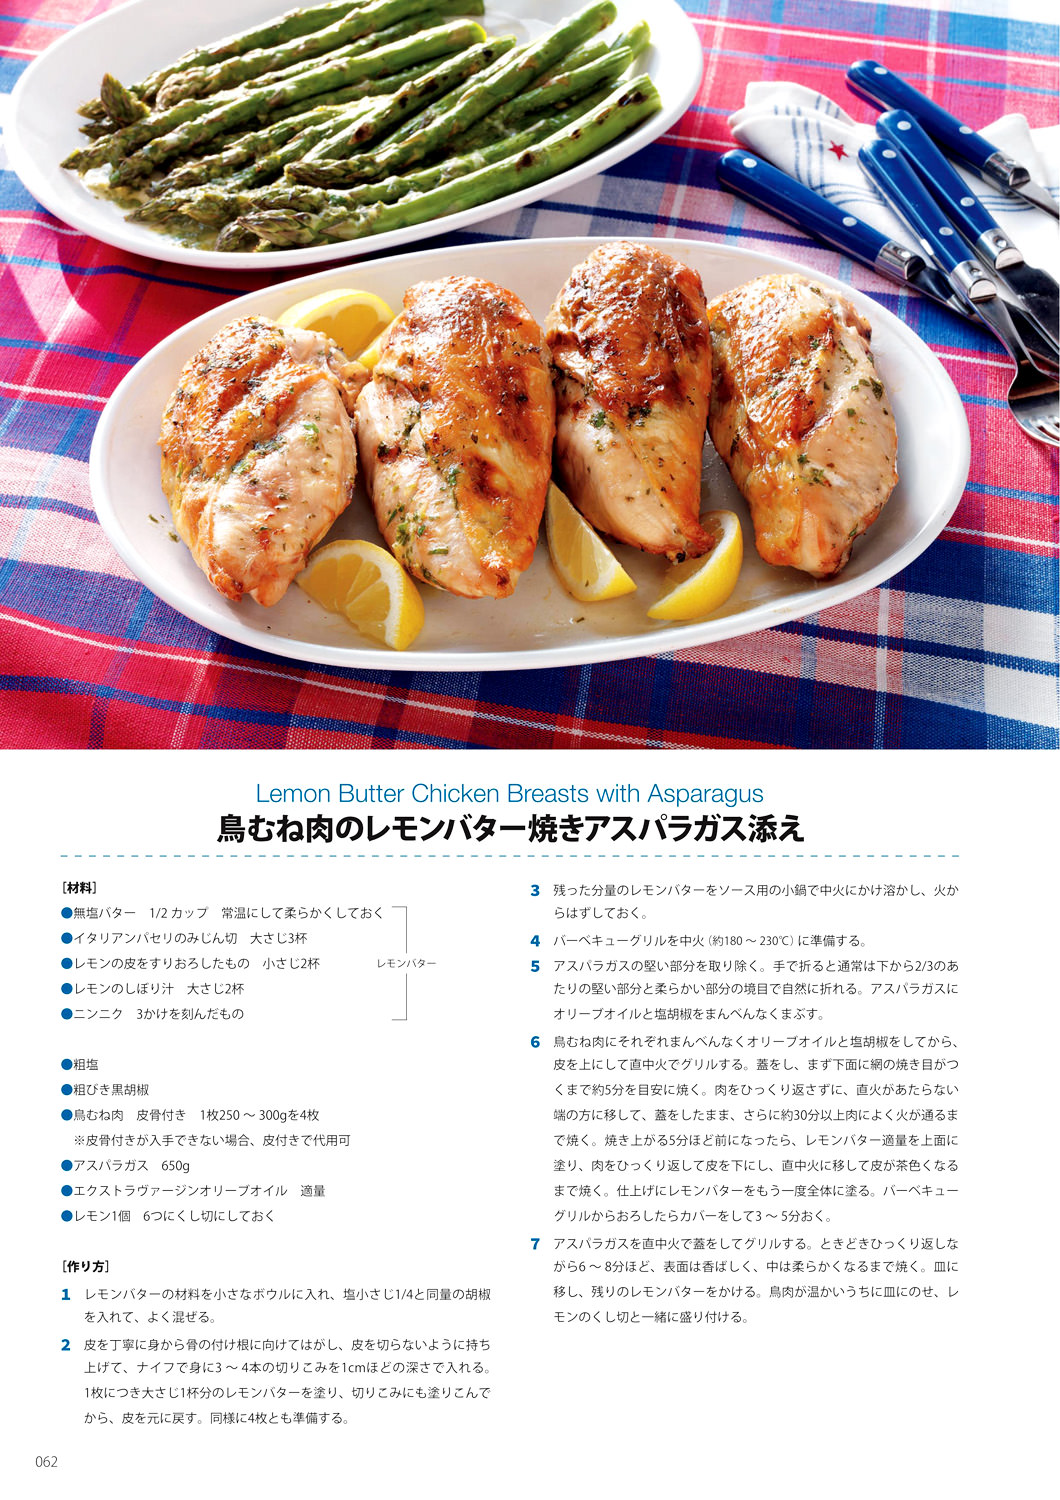 Lemon Butter Chicken Breasts with Asparagus
鳥むね肉のレモンバター焼きアスパラガス添え
[材料]
●無塩バター　1/2 カップ　常温にして柔らかくしておく
●イタリアンパセリのみじん切　大さじ3杯
●レモンの皮をすりおろしたもの　小さじ2杯
レモンバター
●レモンのしぼり汁　大さじ2杯
●ニンニク　3かけを刻んだもの
●粗塩
●粗びき黒胡椒
●鳥むね肉　皮骨付き　1枚250 〜 300gを4枚
※皮骨付きが入手できない場合、皮付きで代用可
●アスパラガス　650g
●エクストラヴァージンオリーブオイル　適量
●レモン1個　6つにくし切にしておく
[作り方]
1 レモンバターの材料を小さなボウルに入れ、塩小さじ1/4と同量の胡椒
を入れて、よく混ぜる。
2 皮を丁寧に身から骨の付け根に向けてはがし、皮を切らないように持ち
上げて、ナイフで身に3 〜 4本の切りこみを1cmほどの深さで入れる。
1枚につき大さじ1杯分のレモンバターを塗り、切りこみにも塗りこんで
から、皮を元に戻す。同様に4枚とも準備する。
3 残った分量のレモンバターをソース用の小鍋で中火にかけ溶かし、火か
らはずしておく。
4 バーベキューグリルを中火（約180 〜 230℃）に準備する。
5 アスパラガスの堅い部分を取り除く。手で折ると通常は下から2/3のあ
たりの堅い部分と柔らかい部分の境目で自然に折れる。アスパラガスに
オリーブオイルと塩胡椒をまんべんなくまぶす。
6 鳥むね肉にそれぞれまんべんなくオリーブオイルと塩胡椒をしてから、
皮を上にして直中火でグリルする。蓋をし、まず下面に網の焼き目がつ
くまで約5分を目安に焼く。肉をひっくり返さずに、直火があたらない
端の方に移して、蓋をしたまま、さらに約30分以上肉によく火が通るま
で焼く。焼き上がる5分ほど前になったら、レモンバター適量を上面に
塗り、肉をひっくり返して皮を下にし、直中火に移して皮が茶色くなる
まで焼く。仕上げにレモンバターをもう一度全体に塗る。バーベキュー
グリルからおろしたらカバーをして3 〜 5分おく。
7 アスパラガスを直中火で蓋をしてグリルする。ときどきひっくり返しな
がら6 〜 8分ほど、表面は香ばしく、中は柔らかくなるまで焼く。皿に
移し、残りのレモンバターをかける。鳥肉が温かいうちに皿にのせ、レ
モンのくし切と一緒に盛り付ける。
062